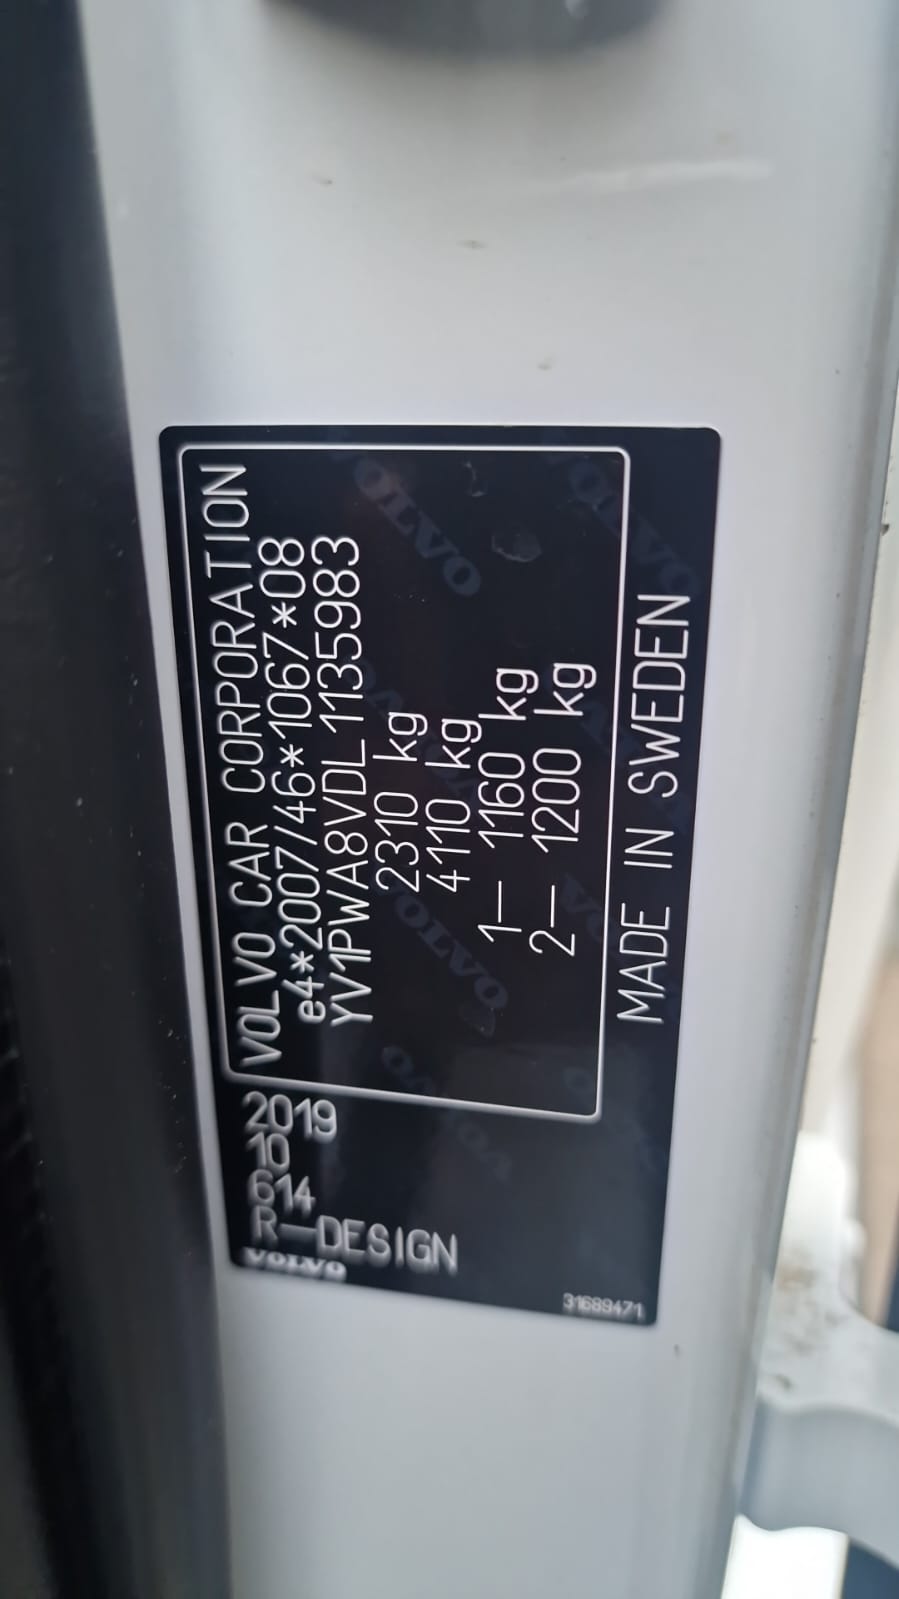 VOLVO CAR CORPORATION
e4*2007/46*1067*08
YV1PWA8VDL1135983
2310 kg
4110 kg
1– 1160 kg
2– 1200 kg
MADE IN SWEDEN
2019
10
614
R–DESIGN
VOLVO
31689471